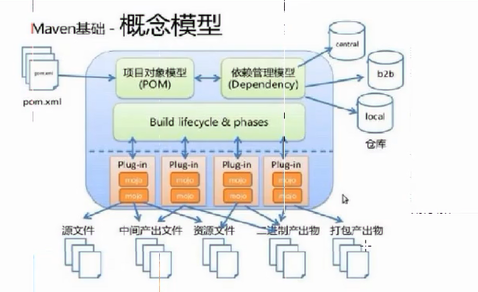 Maven基础 - 概念模型
pom.xml
pom.xml
项目对象模型
(POM)
依赖管理模型
(Dependency)
central
b2b
local
仓库
Build lifecycle & phases
Plug-in
mojo
mojo
Plug-in
mojo
mojo
Plug-in
mojo
mojo
Plug-in
mojo
mojo
源文件
中间产出文件
资源文件
二进制产出物
打包产出物